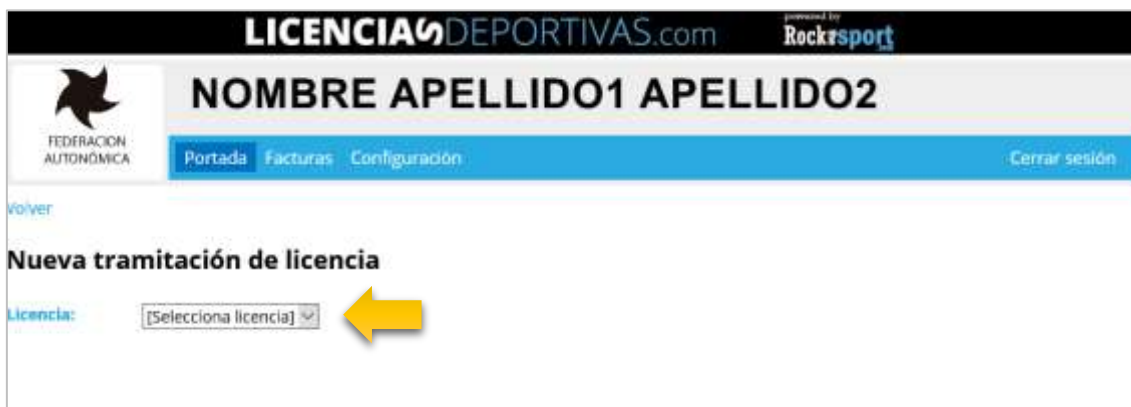 LICENCIASDEPORTIVAS.com
powered by
Rocksport
NOMBRE APELLIDO1 APELLIDO2
FEDERACION
AUTONÓMICA
Portada Facturas Configuración Cerrar sesión
Volver
Nueva tramitación de licencia
Licencia: [Selecciona licencia]